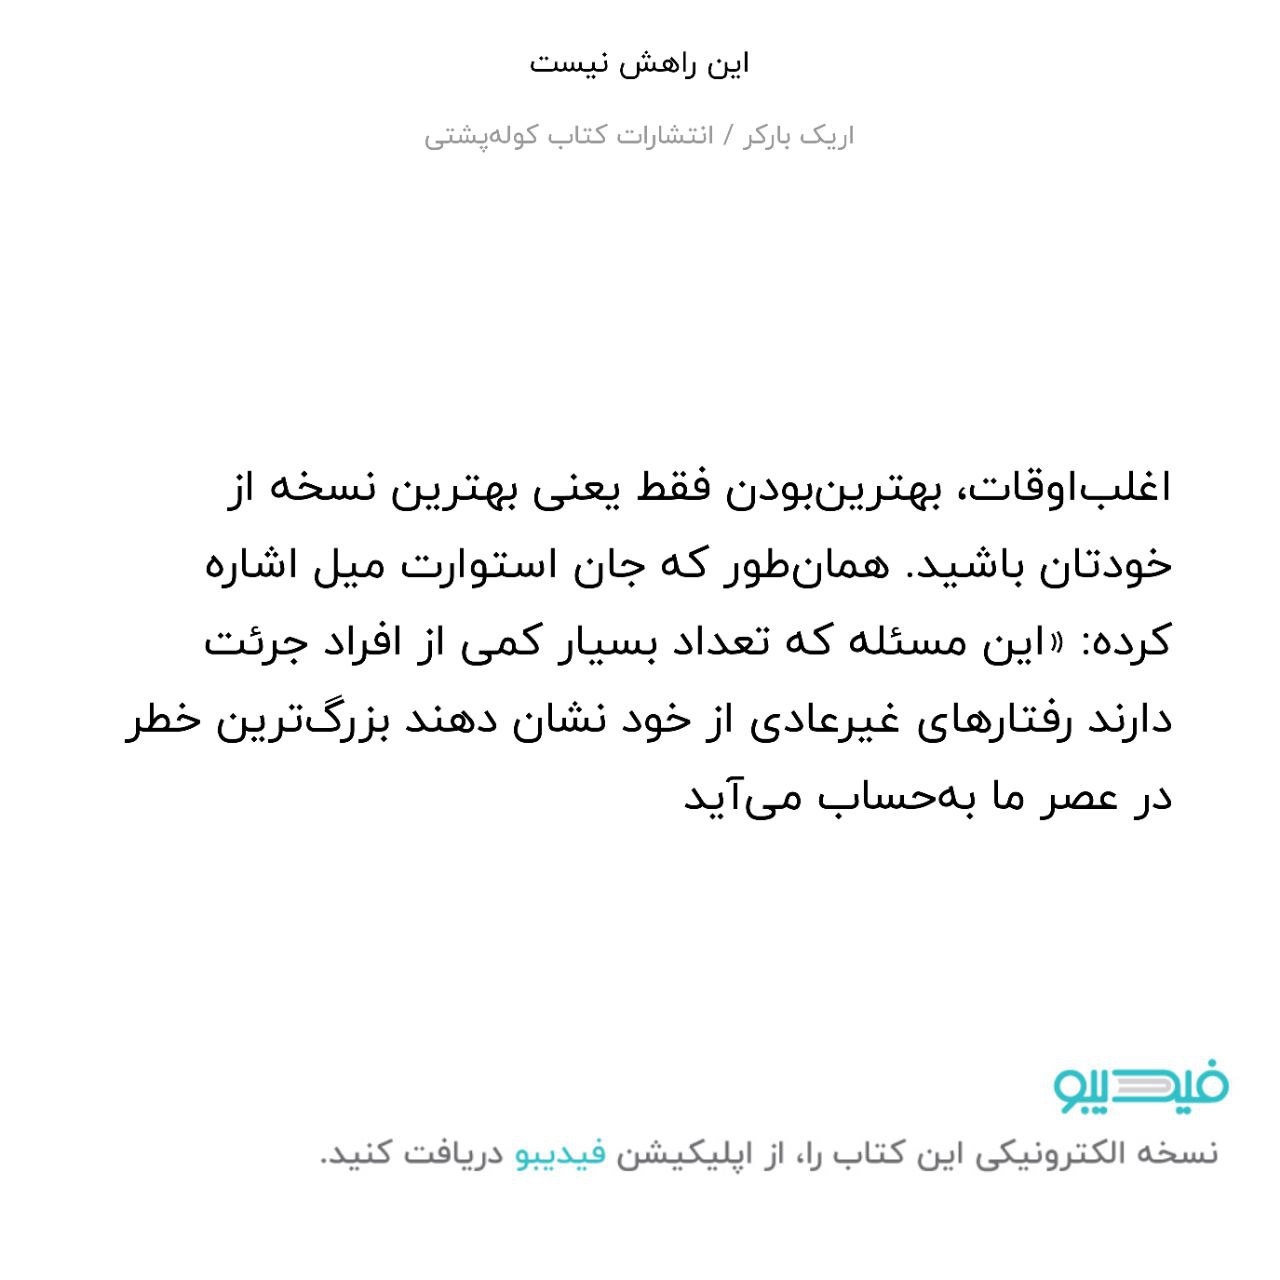 این راهش نیست
اریک بارکر / انتشارات کتاب کوله‌پشتی
اغلب‌اوقات، بهترین‌بودن فقط یعنی بهترین نسخه از
خودتان باشید. همان‌طور که جان استوارت میل اشاره
کرده: «این مسئله که تعداد بسیار کمی از افراد جرئت
دارند رفتارهای غیرعادی از خود نشان دهند بزرگ‌ترین خطر
در عصر ما به‌حساب می‌آید
فیدیبو
نسخه الکترونیکی این کتاب را، از اپلیکیشن فیدیبو دریافت کنید.